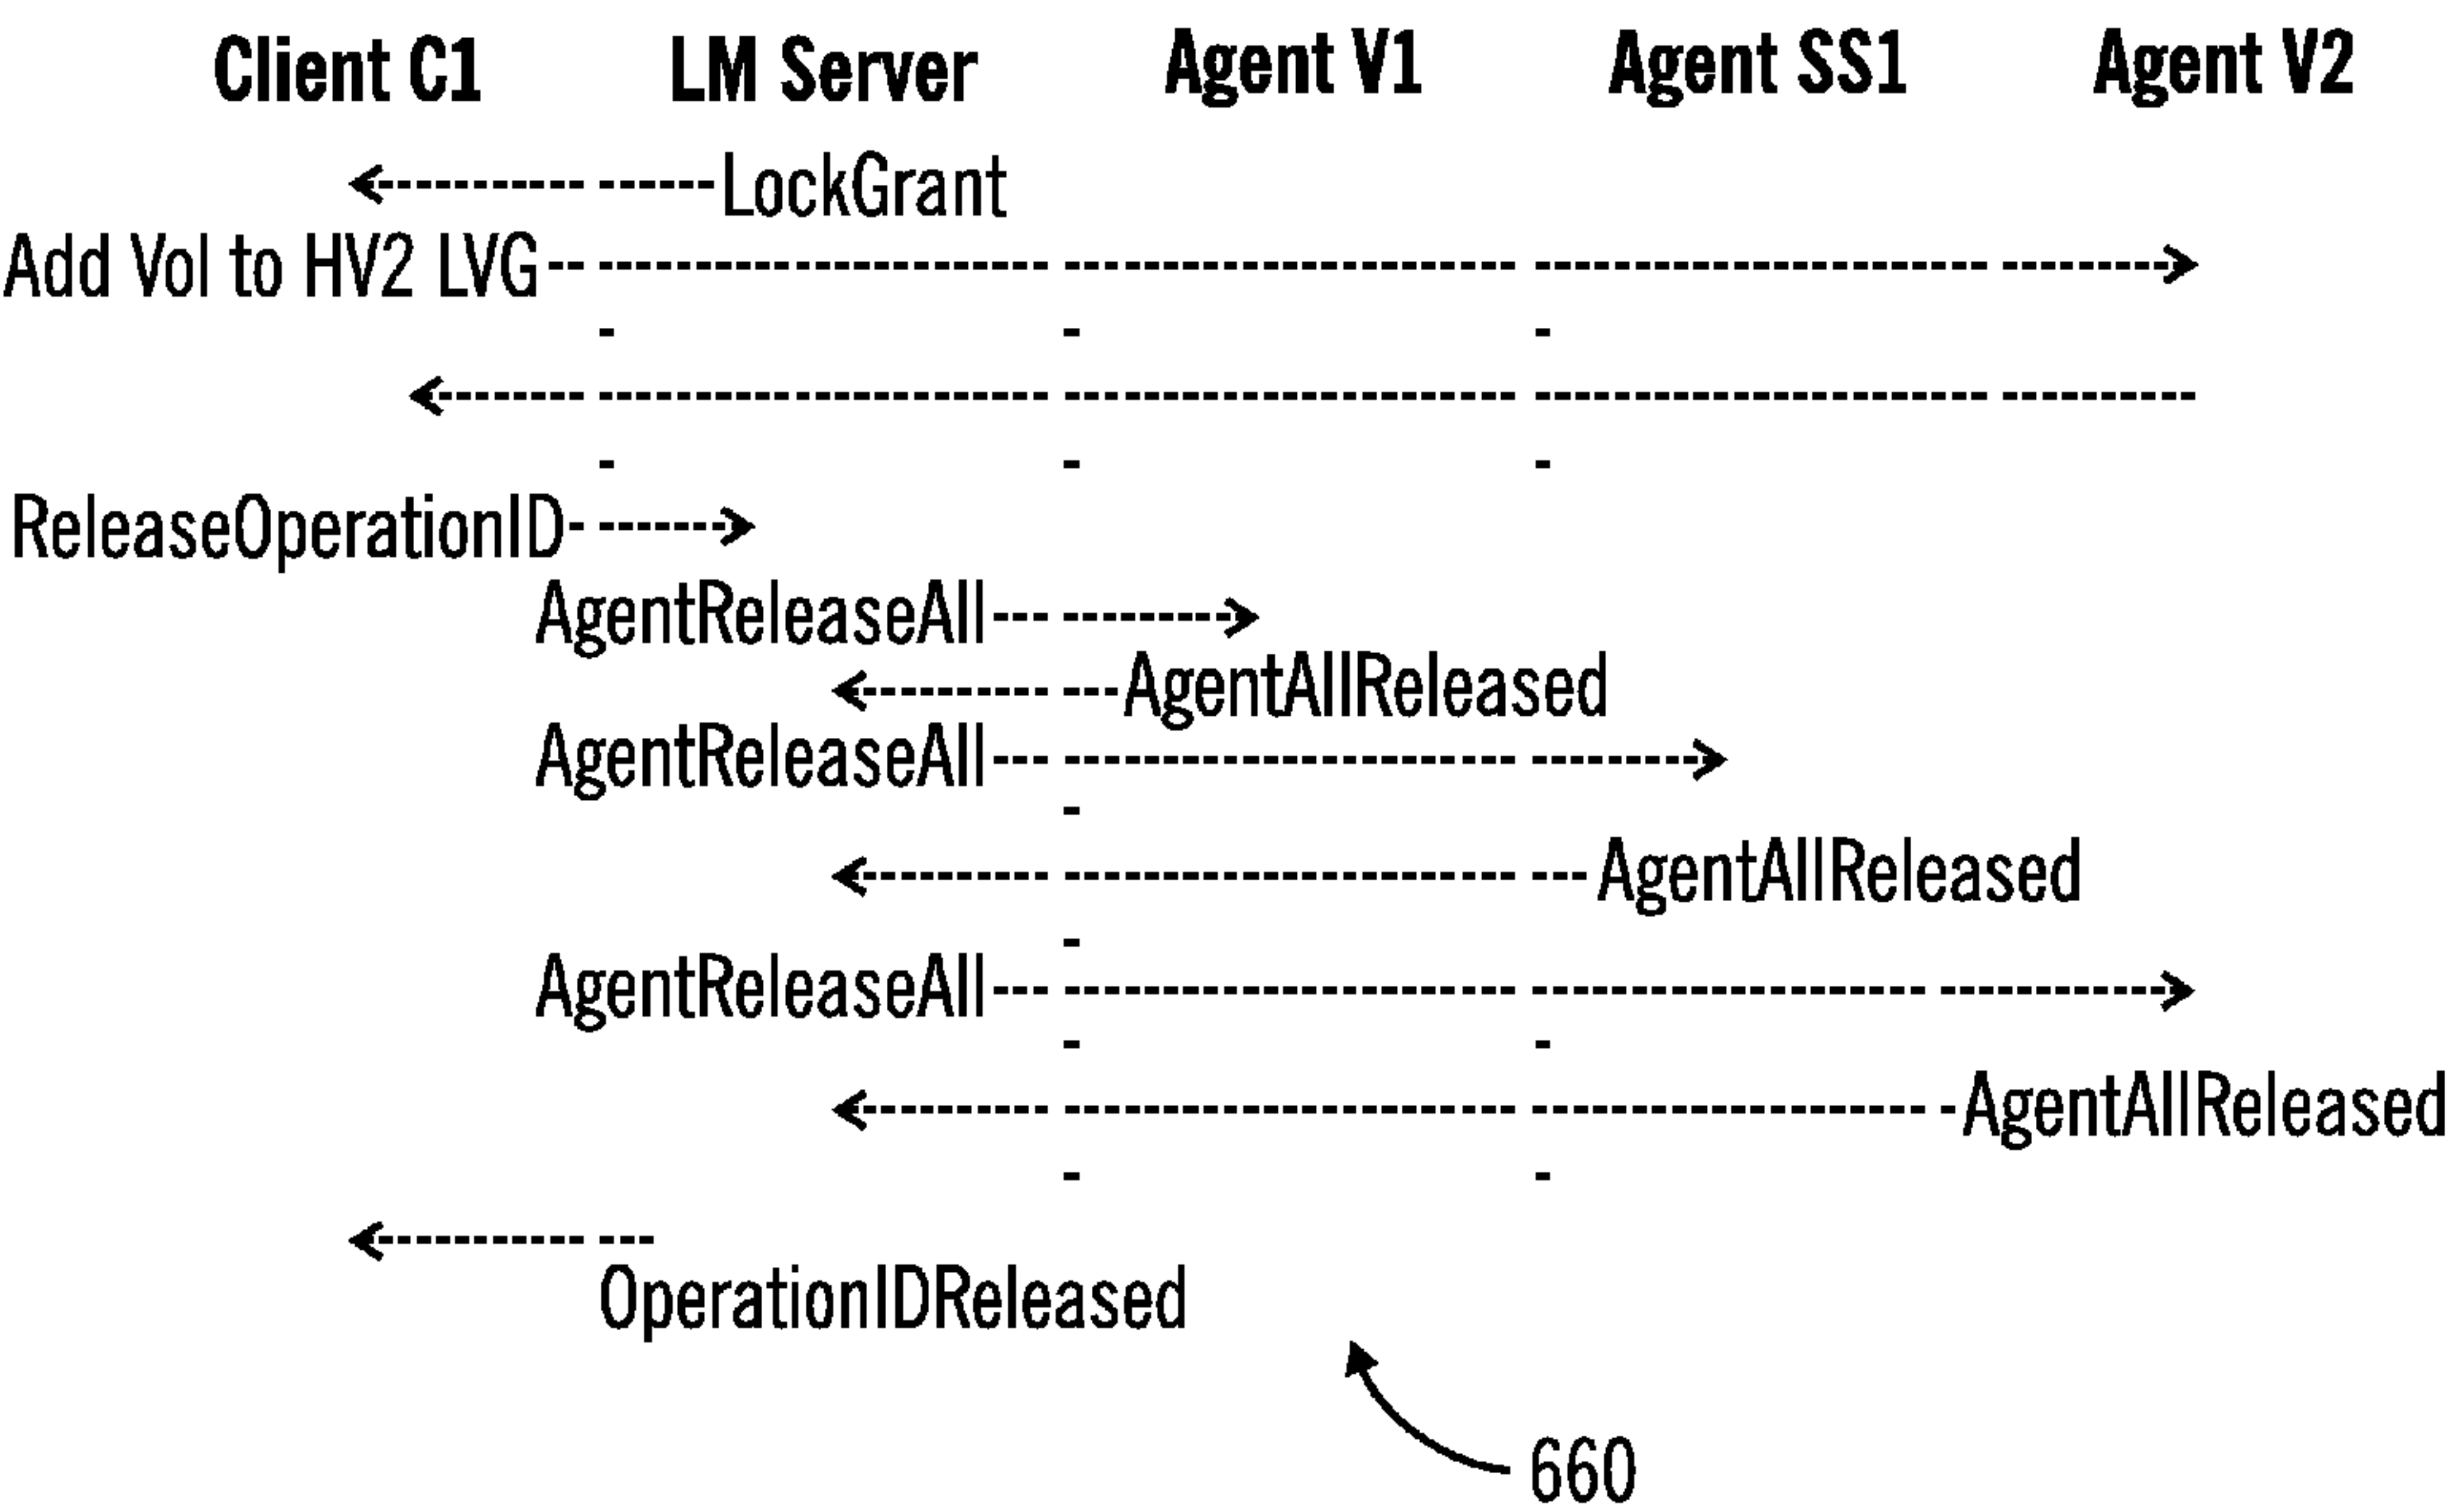 Client C1 LM Server Agent V1 Agent SS1 Agent V2
LockGrant
Add Vol to HV2 LVG
ReleaseOperationID
AgentReleaseAll
AgentAllReleased
AgentReleaseAll
AgentAllReleased
AgentReleaseAll
AgentAllReleased
OperationIDReleased
660